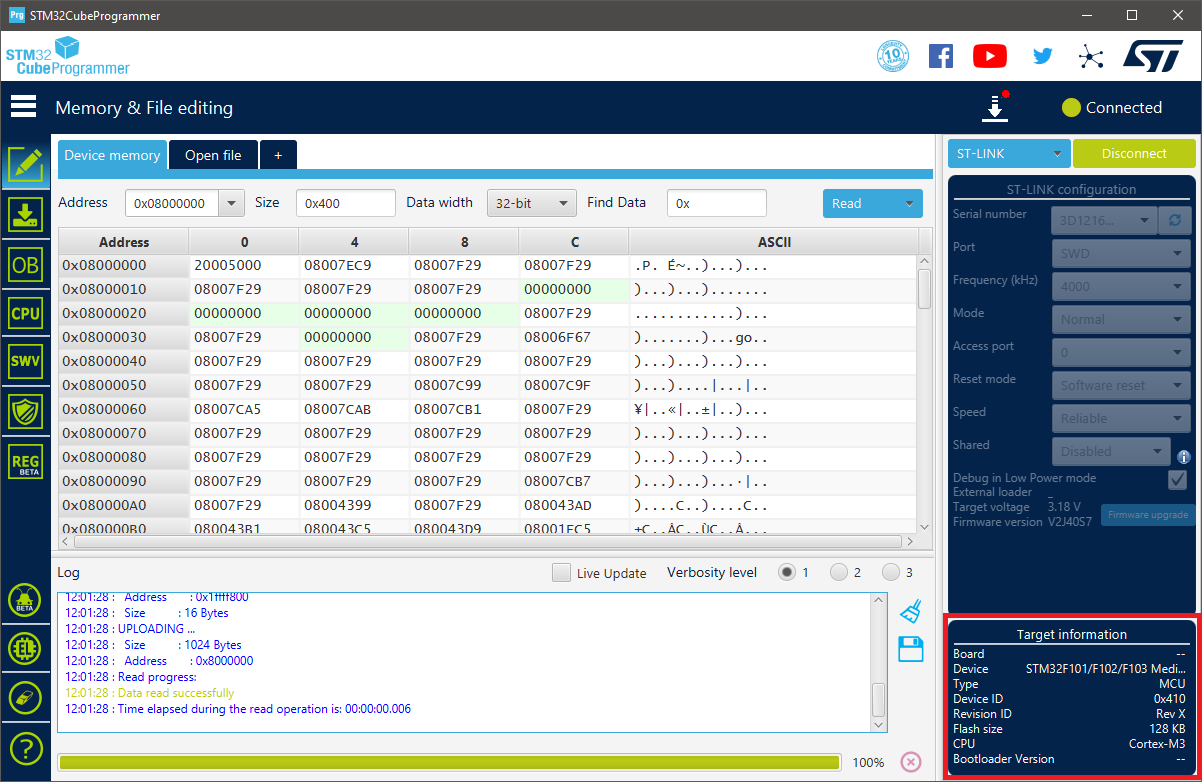 Prg STM32CubeProgrammer
STM32
CubeProgrammer
10 YEARS
ST
Memory & File editing
Connected
Device memory Open file +
ST-LINK Disconnect
Address 0x08000000 Size 0x400 Data width 32-bit Find Data 0x Read
Address 0 4 8 C ASCII
0x08000000 20005000 08007EC9 08007F29 08007F29 .P. É~..)...)...
0x08000010 08007F29 08007F29 08007F29 00000000 )...)...).......
0x08000020 00000000 00000000 00000000 08007F29 ............)...
0x08000030 08007F29 00000000 08007F29 08006F67 ).......)...go..
0x08000040 08007F29 08007F29 08007F29 08007F29 )...)...)...)...
0x08000050 08007F29 08007F29 08007C99 08007C9F )...)....|...|..
0x08000060 08007CA5 08007CAB 08007CB1 08007F29 ¥|..«|..±|..)...
0x08000070 08007F29 08007F29 08007F29 08007F29 )...)...)...)...
0x08000080 08007F29 08007F29 08007F29 08007F29 )...)...)...)...
0x08000090 08007F29 08007F29 08007F29 08007CB7 )...)...)...·|..
0x080000A0 08007F29 08004399 08007F29 080043AD )....C..)....C..
0x080000B0 080043B1 080043C5 080043D9 08001EC5 ±C..ÅC..ÙC..Å...
OB
CPU
SWV
REG
BETA
BETA
ST-LINK configuration
Serial number 3D1216...
Port SWD
Frequency (kHz) 4000
Mode Normal
Access port 0
Reset mode Software reset
Speed Reliable
Shared Disabled
Debug in Low Power mode
External loader _
Target voltage 3.18 V
Firmware version V2J40S7 Firmware upgrade
Log Live Update Verbosity level 1 2 3
12:01:28 : Address : 0x1ffff800
12:01:28 : Size : 16 Bytes
12:01:28 : UPLOADING ...
12:01:28 : Size : 1024 Bytes
12:01:28 : Address : 0x8000000
12:01:28 : Read progress:
12:01:28 : Data read successfully
12:01:28 : Time elapsed during the read operation is: 00:00:00.006
100%
Target information
Board --
Device STM32F101/F102/F103 Medi...
Type MCU
Device ID 0x410
Revision ID Rev X
Flash size 128 KB
CPU Cortex-M3
Bootloader Version --